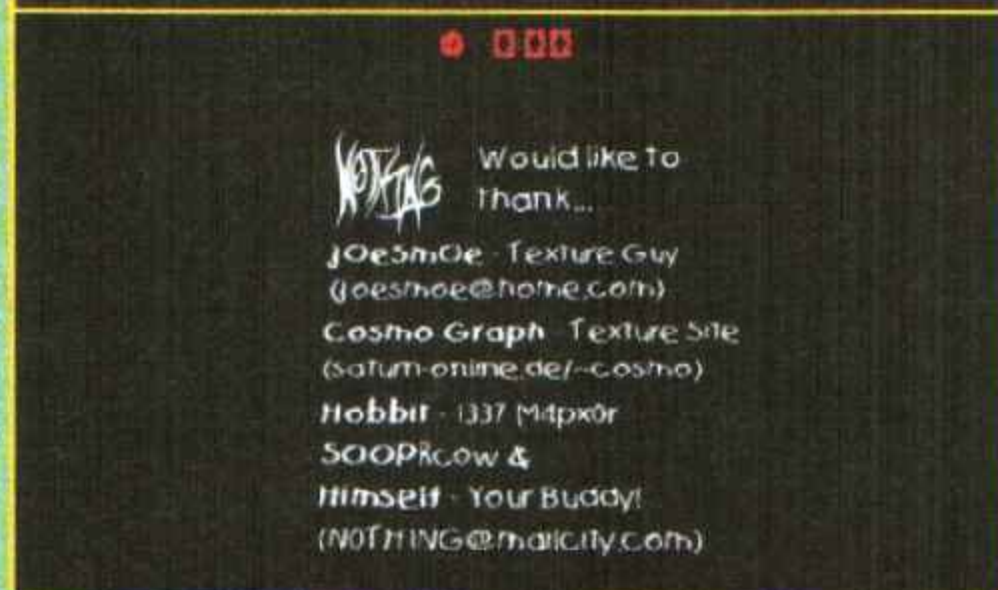 NOTHING Would like to
Thank...
JOeSmOe - Texture Guy
(joesmoe@home.com)
Cosmo Graph - Texture Site
(saturn-online.de/~cosmo)
Hobbit - 1337 M4px0r
SOOPRcow &
Himself - Your Buddy!
(N0THING@mailcity.com)